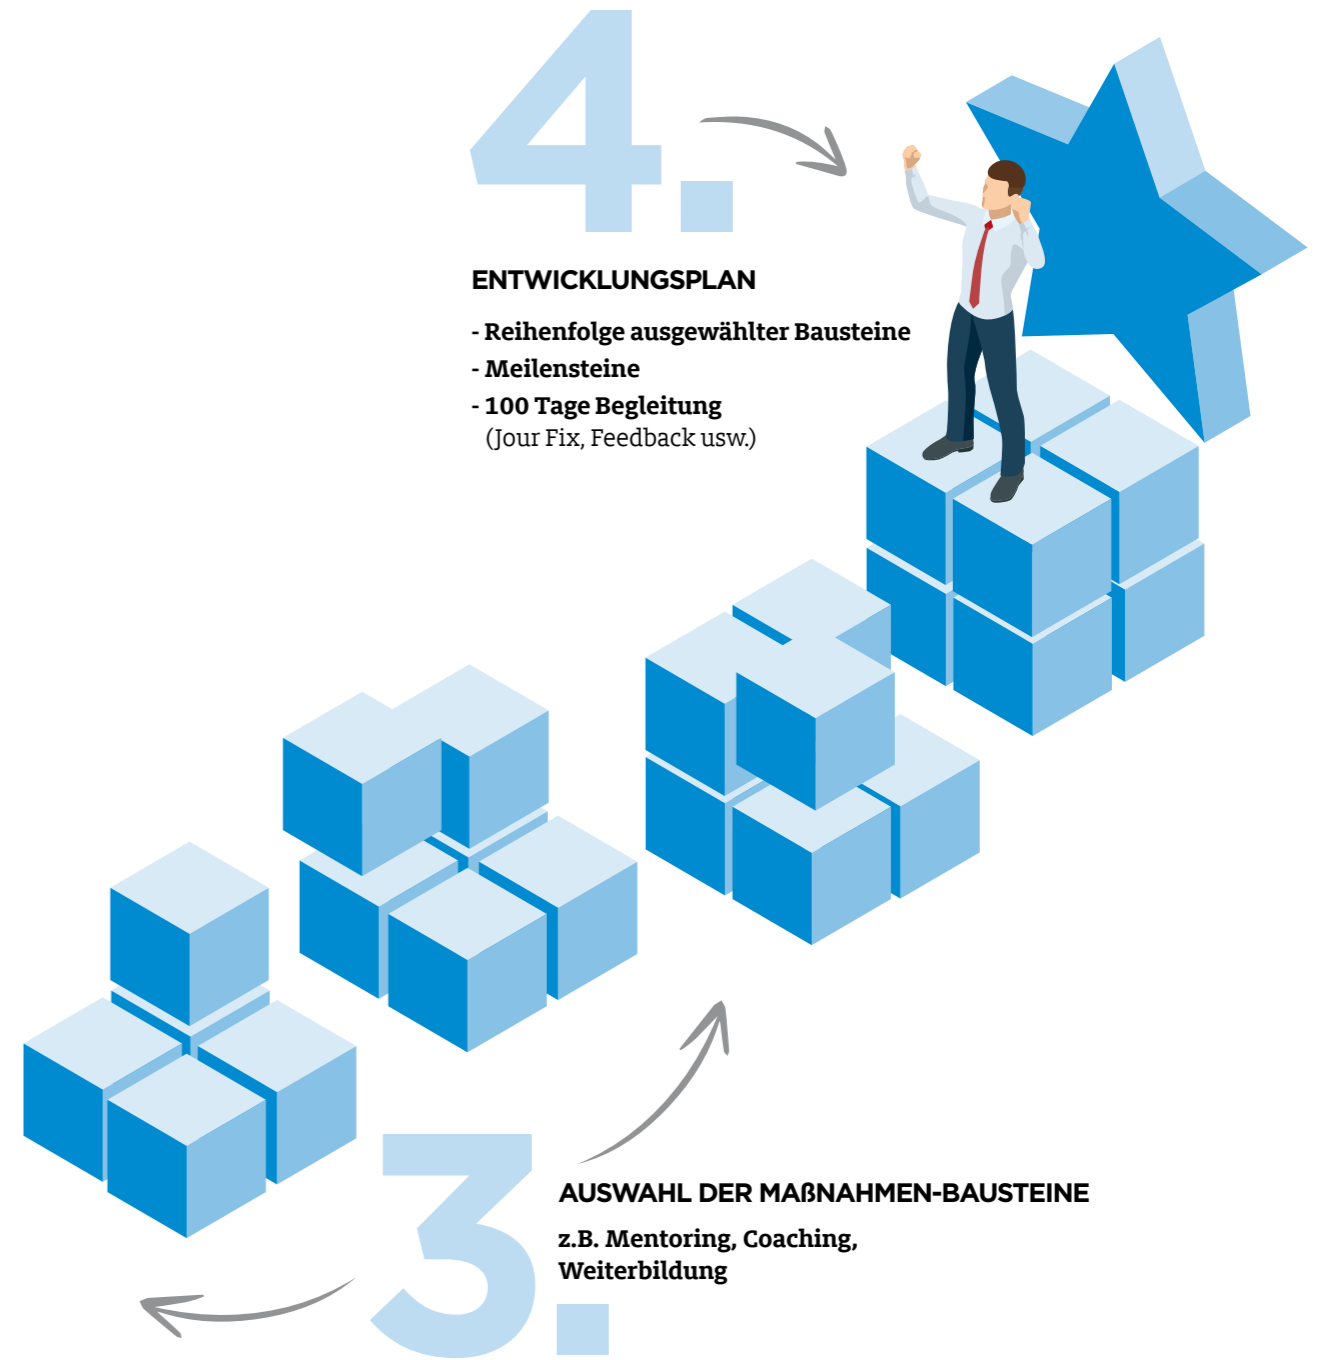 4.
ENTWICKLUNGSPLAN
- Reihenfolge ausgewählter Bausteine
- Meilensteine
- 100 Tage Begleitung
(Jour Fix, Feedback usw.)
3.
AUSWAHL DER MAßNAHMEN-BAUSTEINE
z.B. Mentoring, Coaching,
Weiterbildung